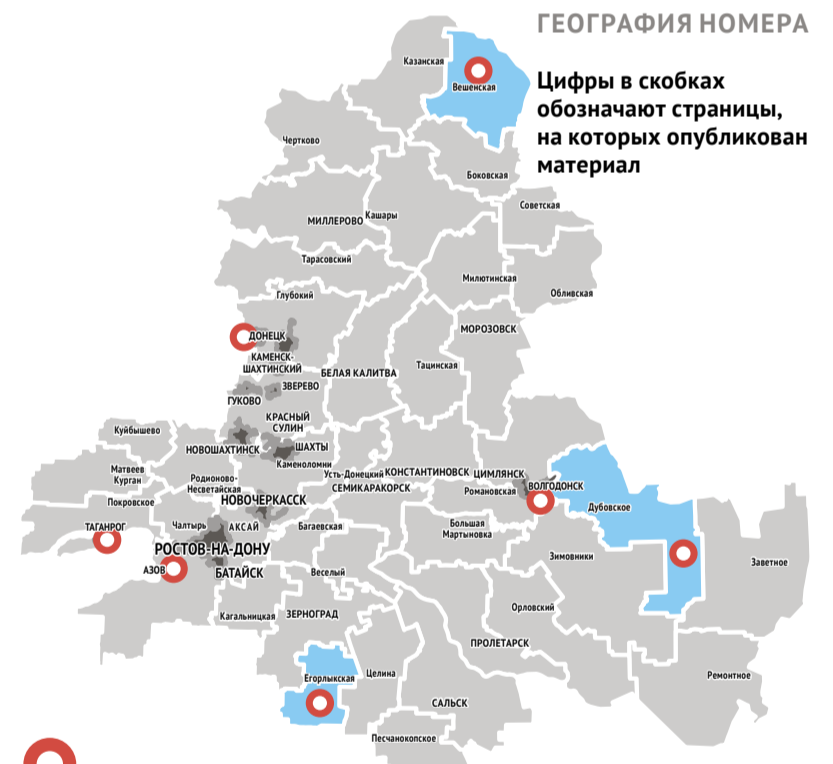 ГЕОГРАФИЯ НОМЕРА
Цифры в скобках
обозначают страницы,
на которых опубликован
материал
Казанская
Вешенская
Чертково
Боковская
Советская
МИЛЛЕРОВО
Кашары
Тарасовский
Милютинская
Обливская
Глубокий
МОРОЗОВСК
ДОНЕЦК
КАМЕНСК-
ШАХТИНСКИЙ
БЕЛАЯ КАЛИТВА
Тацинская
ЗВЕРЕВО
ГУКОВО
КРАСНЫЙ
СУЛИН
Куйбышево
НОВОШАХТИНСК
ШАХТЫ
Каменоломни
Матвеев
Курган
Родионово-
Несветайская
Усть-Донецкий
КОНСТАНТИНОВСК
ЦИМЛЯНСК
ВОЛГОДОНСК
СЕМИКАРАКОРСК
Романовская
Дубовское
Покровское
НОВОЧЕРКАССК
ТАГАНРОГ
Чалтырь
АКСАЙ
Багаевская
Большая
Мартыновка
РОСТОВ-НА-ДОНУ
Зимовники
Заветное
АЗОВ
БАТАЙСК
Веселый
Кагальницкая
ЗЕРНОГРАД
Орловский
ПРОЛЕТАРСК
Егорлыкская
Целина
Ремонтное
САЛЬСК
Песчанокопское